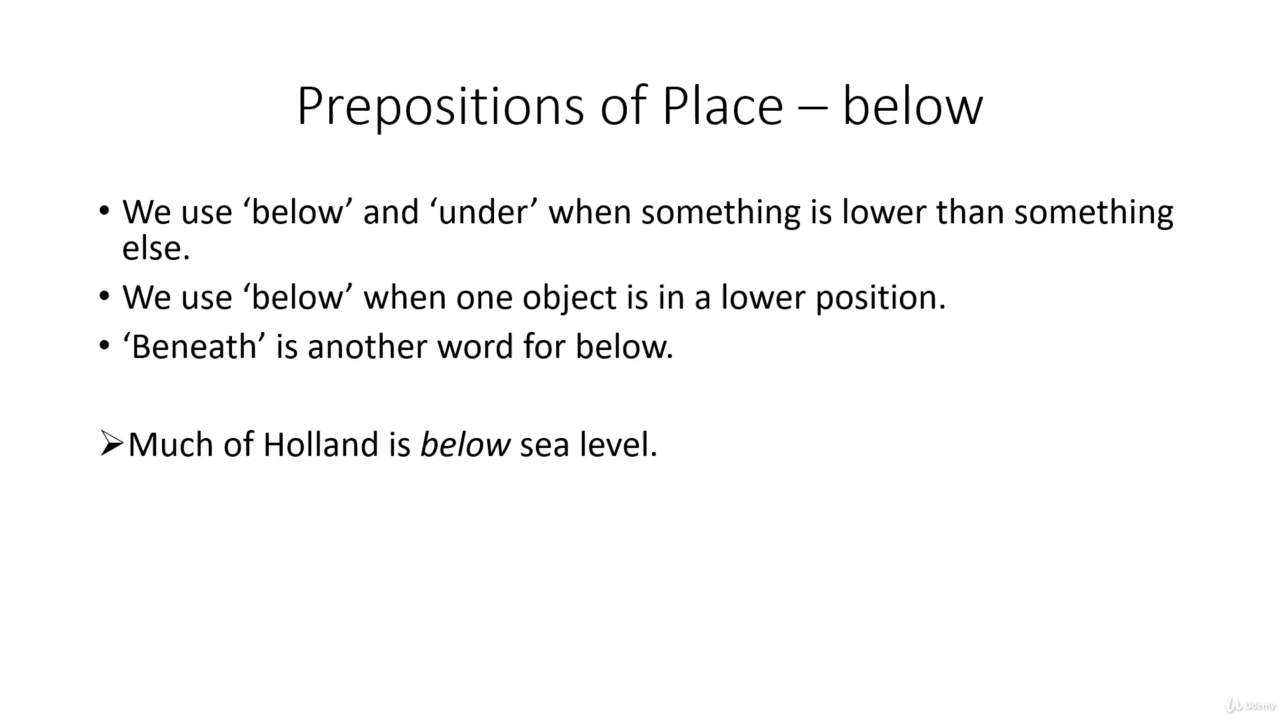 Prepositions of Place – below
• We use ‘below’ and ‘under’ when something is lower than something
else.
• We use ‘below’ when one object is in a lower position.
• ‘Beneath’ is another word for below.
➢Much of Holland is below sea level.
Udemy